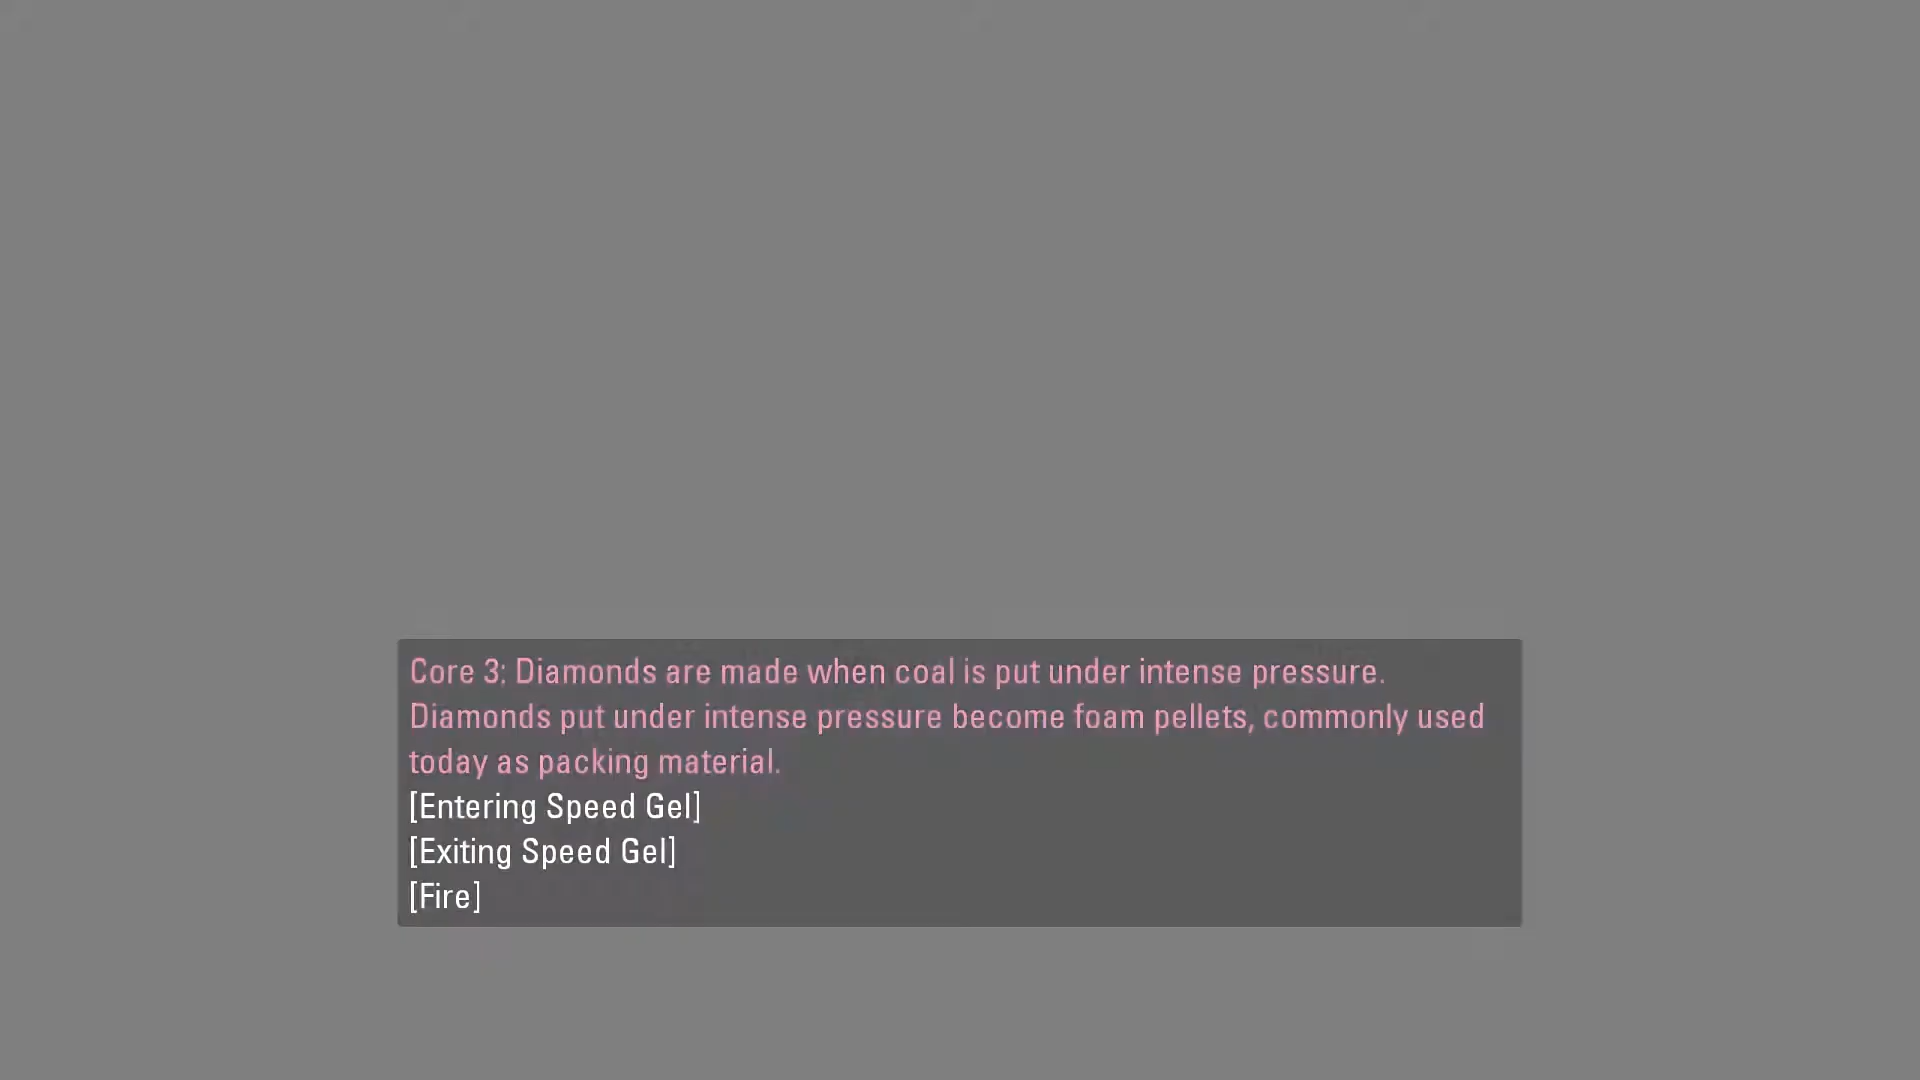 Core 3: Diamonds are made when coal is put under intense pressure.
Diamonds put under intense pressure become foam pellets, commonly used
today as packing material.
[Entering Speed Gel]
[Exiting Speed Gel]
[Fire]